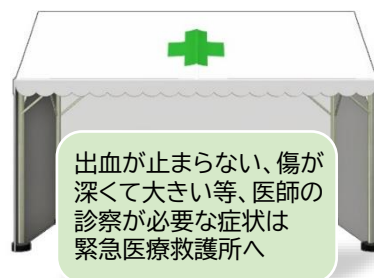 出血が止まらない、傷が
深くて大きい等、医師の
診察が必要な症状は
緊急医療救護所へ